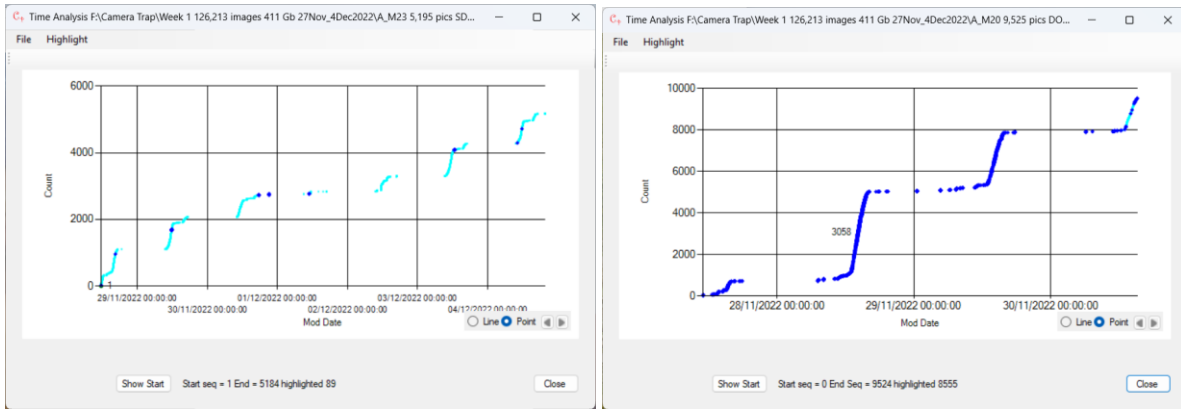 Time Analysis F:\Camera Trap\Week 1 126,213 images 411 Gb 27Nov_4Dec2022\A_M23 5,195 pics SD...
File Highlight
6000
4000
2000
0
Count
1
29/11/2022 00:00:00
30/11/2022 00:00:00
01/12/2022 00:00:00
02/12/2022 00:00:00
03/12/2022 00:00:00
04/12/2022 00:00:00
Mod Date
Line Point
Show Start Start seq = 1 End = 5184 highlighted 89 Close
Time Analysis F:\Camera Trap\Week 1 126,213 images 411 Gb 27Nov_4Dec2022\A_M20 9,525 pics DO...
File Highlight
10000
8000
6000
4000
2000
0
Count
3058
28/11/2022 00:00:00
29/11/2022 00:00:00
30/11/2022 00:00:00
Mod Date
Line Point
Show Start Start seq = 0 End Seq = 9524 highlighted 8555 Close